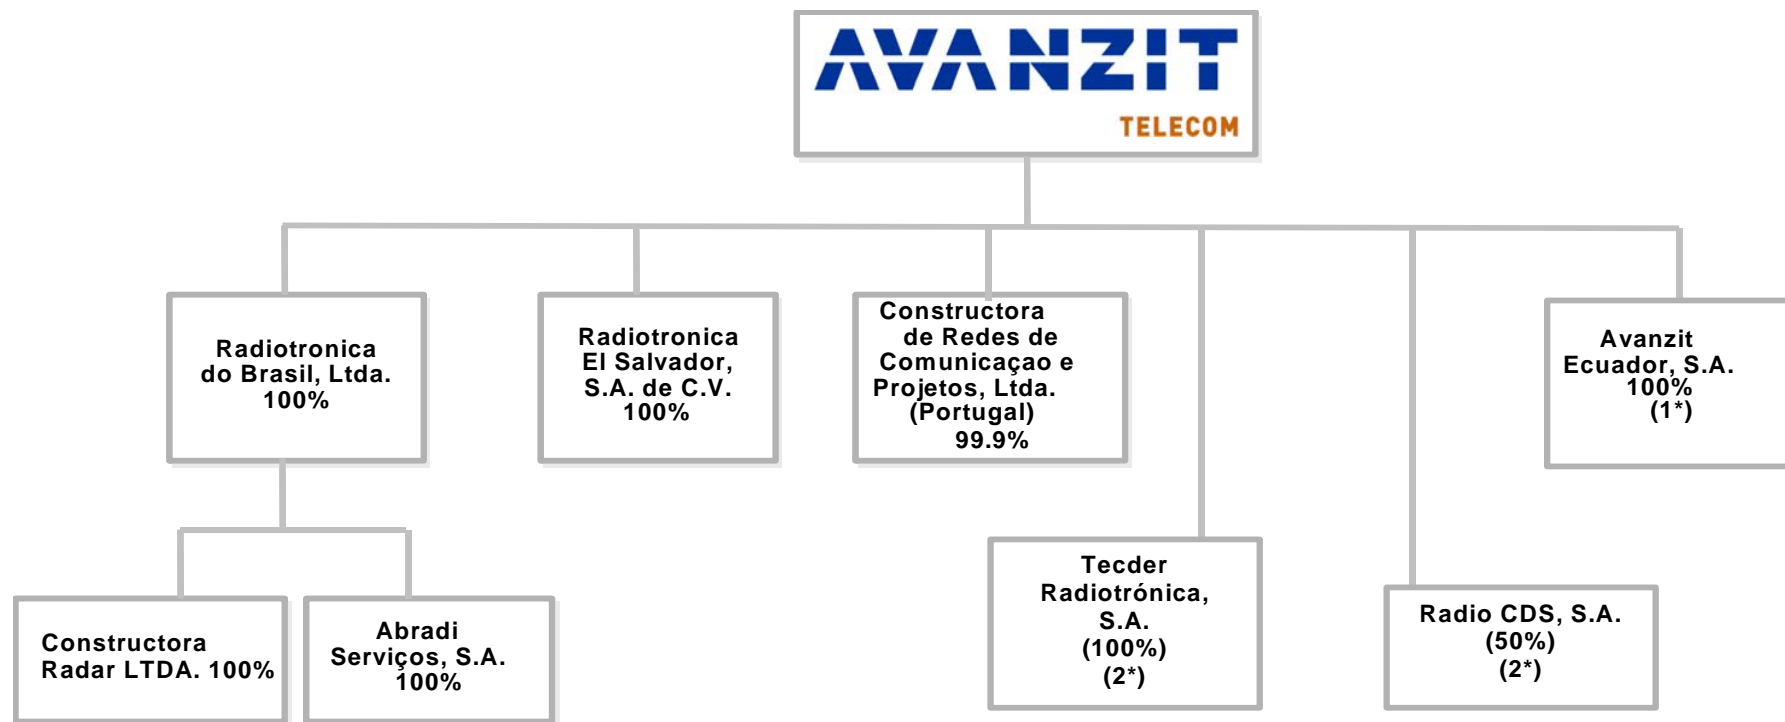 AVANZIT
TELECOM
Radiotronica
do Brasil, Ltda.
100%
Radiotronica
El Salvador,
S.A. de C.V.
100%
Constructora
de Redes de
Comunicaçao e
Projetos, Ltda.
(Portugal)
99.9%
Avanzit
Ecuador, S.A.
100%
(1*)
Constructora
Radar LTDA. 100%
Abradi
Serviços, S.A.
100%
Tecder
Radiotrónica,
S.A.
(100%)
(2*)
Radio CDS, S.A.
(50%)
(2*)